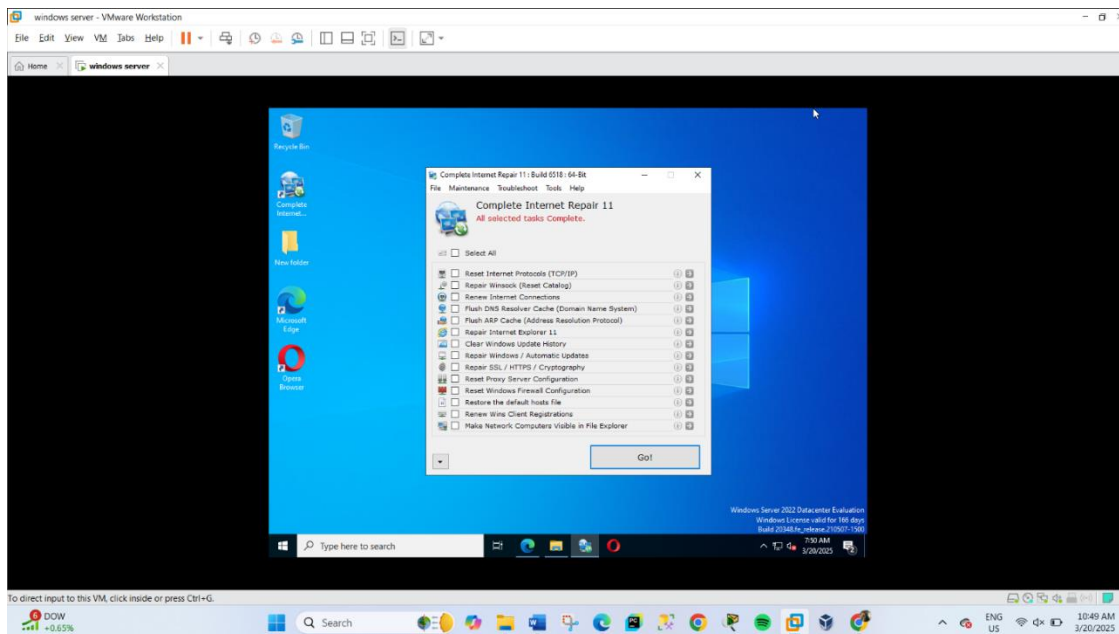 windows server - VMware Workstation
File Edit View VM Tabs Help
Home
windows server
Recycle Bin
Complete
Internet...
New folder
Microsoft
Edge
Opera
Browser
Complete Internet Repair 11 : Build 6518 : 64-Bit
File Maintenance Troubleshoot Tools Help
Complete Internet Repair 11
All selected tasks Complete.
Select All
Reset Internet Protocols (TCP/IP)
Repair Winsock (Reset Catalog)
Renew Internet Connections
Flush DNS Resolver Cache (Domain Name System)
Flush ARP Cache (Address Resolution Protocol)
Repair Internet Explorer 11
Clear Windows Update History
Repair Windows / Automatic Updates
Repair SSL / HTTPS / Cryptography
Reset Proxy Server Configuration
Reset Windows Firewall Configuration
Restore the default hosts file
Renew Wins Client Registrations
Make Network Computers Visible in File Explorer
Go!
Windows Server 2022 Datacenter Evaluation
Windows License valid for 166 days
Build 20348.fe_release.210507-1500
Type here to search
7:50 AM
3/20/2025
To direct input to this VM, click inside or press Ctrl+G.
6
DOW
+0.65%
Search
ENG
US
10:49 AM
3/20/2025